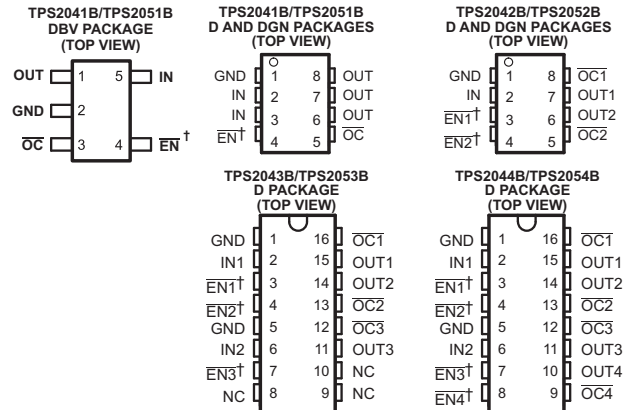 TPS2041B/TPS2051B
DBV PACKAGE
(TOP VIEW)
OUT 1 5 IN
GND 2
OC 3 4 EN†
TPS2041B/TPS2051B
D AND DGN PACKAGES
(TOP VIEW)
GND 1 8 OUT
IN 2 7 OUT
IN 3 6 OUT
EN† 4 5 OC
TPS2042B/TPS2052B
D AND DGN PACKAGES
(TOP VIEW)
GND 1 8 OC1
IN 2 7 OUT1
EN1† 3 6 OUT2
EN2† 4 5 OC2
TPS2043B/TPS2053B
D PACKAGE
(TOP VIEW)
GND 1 16 OC1
IN1 2 15 OUT1
EN1† 3 14 OUT2
EN2† 4 13 OC2
GND 5 12 OC3
IN2 6 11 OUT3
EN3† 7 10 NC
NC 8 9 NC
TPS2044B/TPS2054B
D PACKAGE
(TOP VIEW)
GND 1 16 OC1
IN1 2 15 OUT1
EN1† 3 14 OUT2
EN2† 4 13 OC2
GND 5 12 OC3
IN2 6 11 OUT3
EN3† 7 10 OUT4
EN4† 8 9 OC4